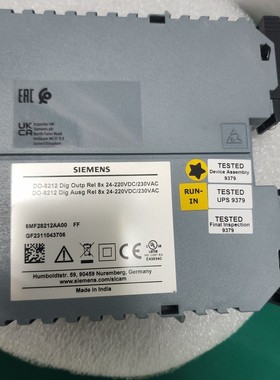 EAC
UK
CA
SIEMENS
DO-8212 Dig Outp Rel 8x 24-220VDC/230VAC
DO-8212 Dig Ausg Rel 8x 24-220VDC/230VAC
6MF28212AA00 FF
GF2311043706
Humboldtstr. 59, 90459 Nuremberg, Germany
www.siemens.com/sicam
Made in India
TESTED
Device Assembly
9379
RUN-
IN
TESTED
UPS 9379
TESTED
Final Inspection
9379